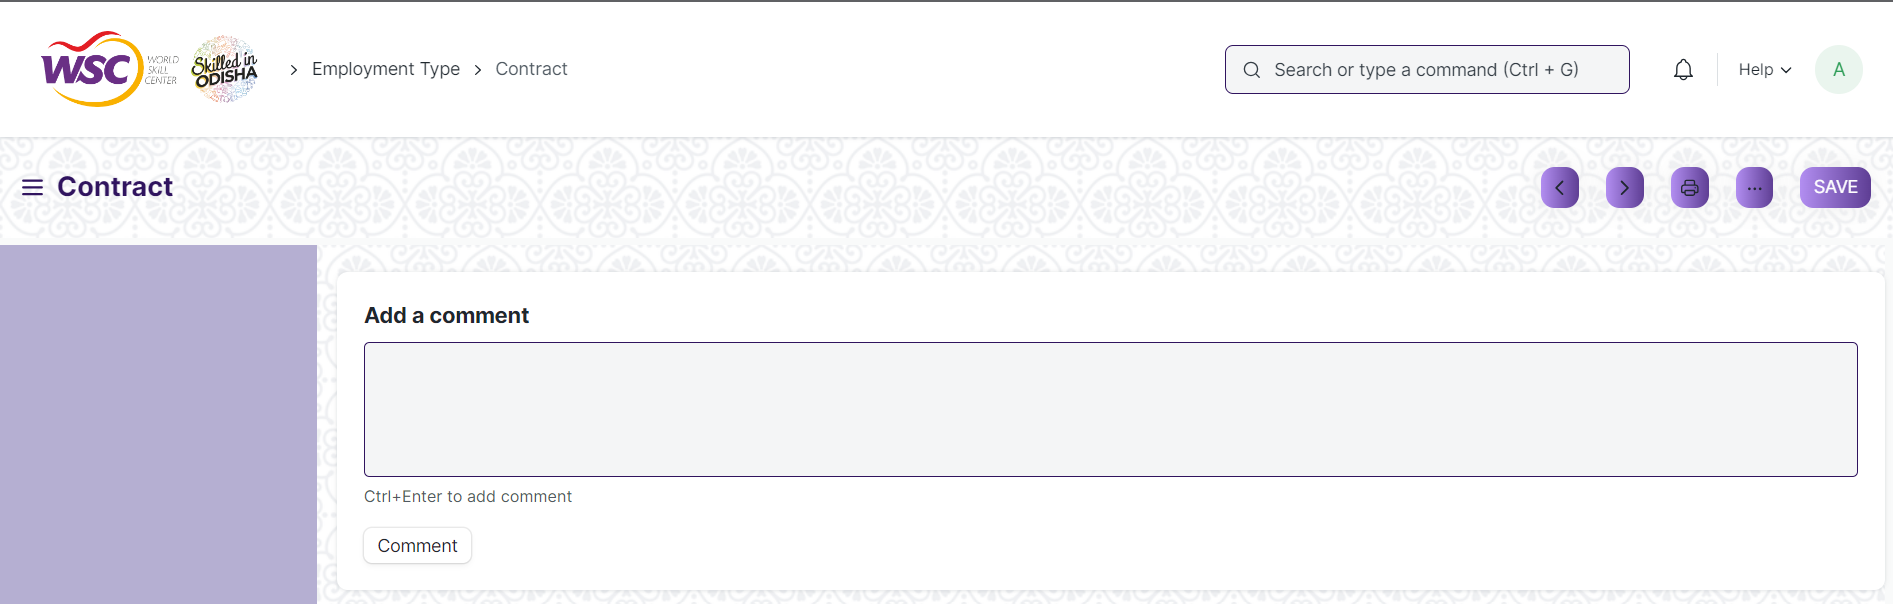 WSC WORLD SKILL CENTER
Skilled in ODISHA
Employment Type
Contract
Search or type a command (Ctrl + G)
Help
A
Contract
SAVE
Add a comment
Ctrl+Enter to add comment
Comment